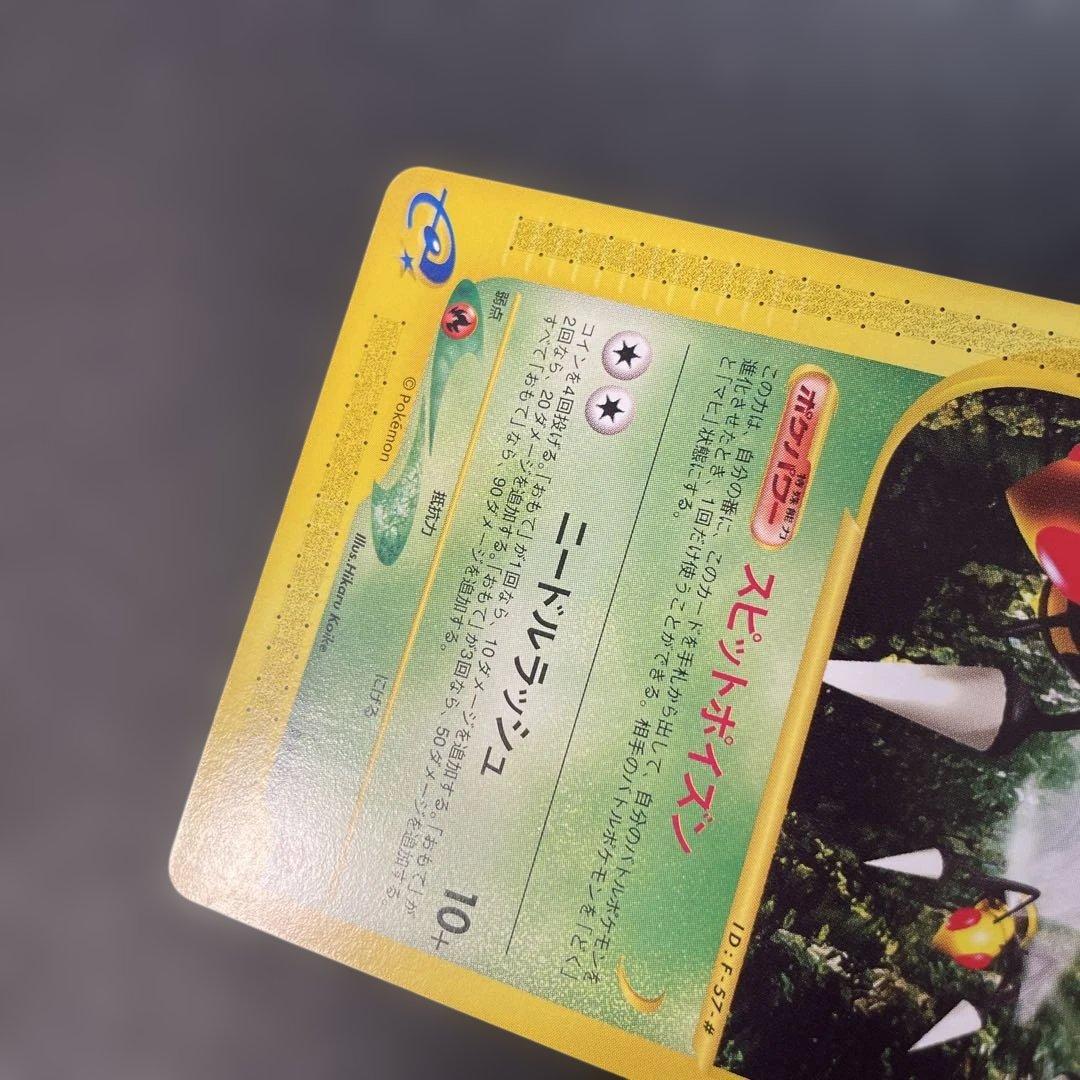 ID:F-57-#
ポケパワー
特殊能力
スピットポイズン
この力は、自分の番に、このカードを手札から出して、自分のバトルポケモンを
進化させたとき、1回だけ使うことができる。相手のバトルポケモンを「どく」
と「マヒ」状態にする。
ニードルラッシュ
10+
コインを4回投げる。「おもて」が1回なら、10ダメージを追加する。「おもて」が
2回なら、20ダメージを追加する。「おもて」が3回なら、50ダメージを追加する。
すべて「おもて」なら、90ダメージを追加する。
弱点
抵抗力
にげる
© Pokémon
Illus.Hikaru Koike